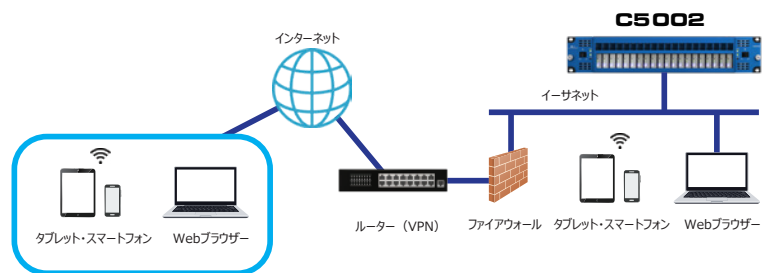 C5002
インターネット
イーサネット
タブレット・スマートフォン
Webブラウザー
ルーター（VPN）
ファイアウォール
タブレット・スマートフォン
Webブラウザー